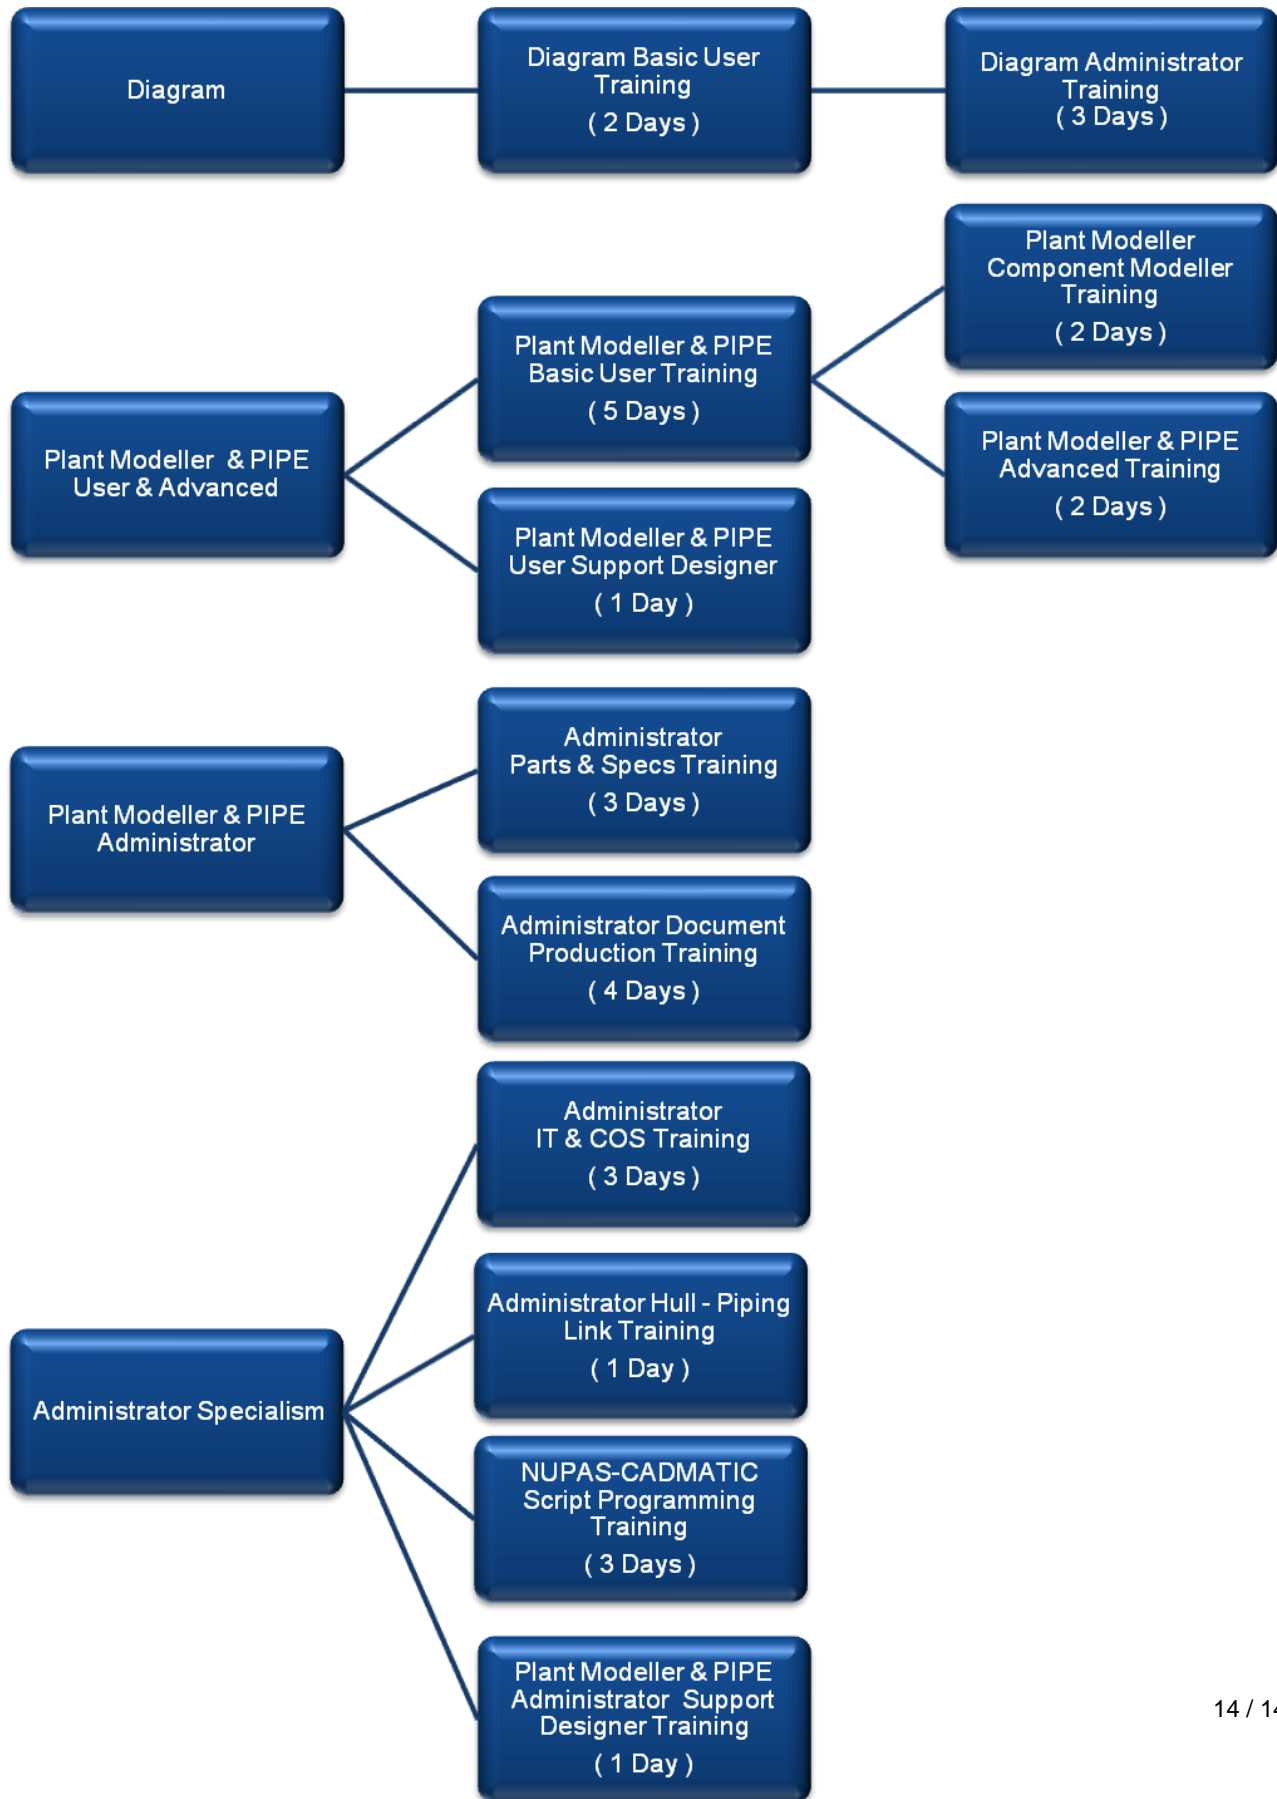 Diagram
Diagram Basic User
Training
( 2 Days )
Diagram Administrator
Training
( 3 Days )
Plant Modeller
Component Modeller
Training
( 2 Days )
Plant Modeller & PIPE
Basic User Training
( 5 Days )
Plant Modeller & PIPE
User & Advanced
Plant Modeller & PIPE
Advanced Training
( 2 Days )
Plant Modeller & PIPE
User Support Designer
( 1 Day )
Plant Modeller & PIPE
Administrator
Administrator
Parts & Specs Training
( 3 Days )
Administrator Document
Production Training
( 4 Days )
Administrator
IT & COS Training
( 3 Days )
Administrator Hull - Piping
Link Training
( 1 Day )
Administrator Specialism
NUPAS-CADMATIC
Script Programming
Training
( 3 Days )
Plant Modeller & PIPE
Administrator Support
Designer Training
( 1 Day )
14 / 14